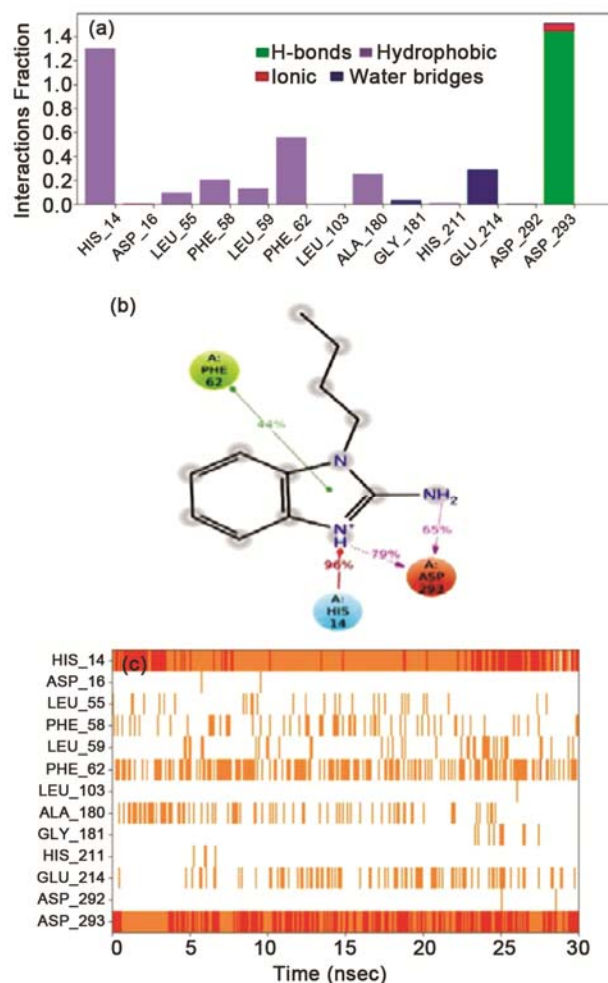 (a)
Interactions Fraction
1.4
1.2
1.0
0.8
0.6
0.4
0.2
0.0
H-bonds Hydrophobic
Ionic Water bridges
HIS_14
ASP_16
LEU_55
PHE_58
LEU_59
PHE_62
LEU_103
ALA_180
GLY_181
HIS_211
GLU_214
ASP_292
ASP_293
(b)
A:
PHE
62
44%
N
NH2
N+
H
65%
79%
96%
A:
ASP
293
A:
HIS
14
(c)
HIS_14
ASP_16
LEU_55
PHE_58
LEU_59
PHE_62
LEU_103
ALA_180
GLY_181
HIS_211
GLU_214
ASP_292
ASP_293
0 5 10 15 20 25 30
Time (nsec)